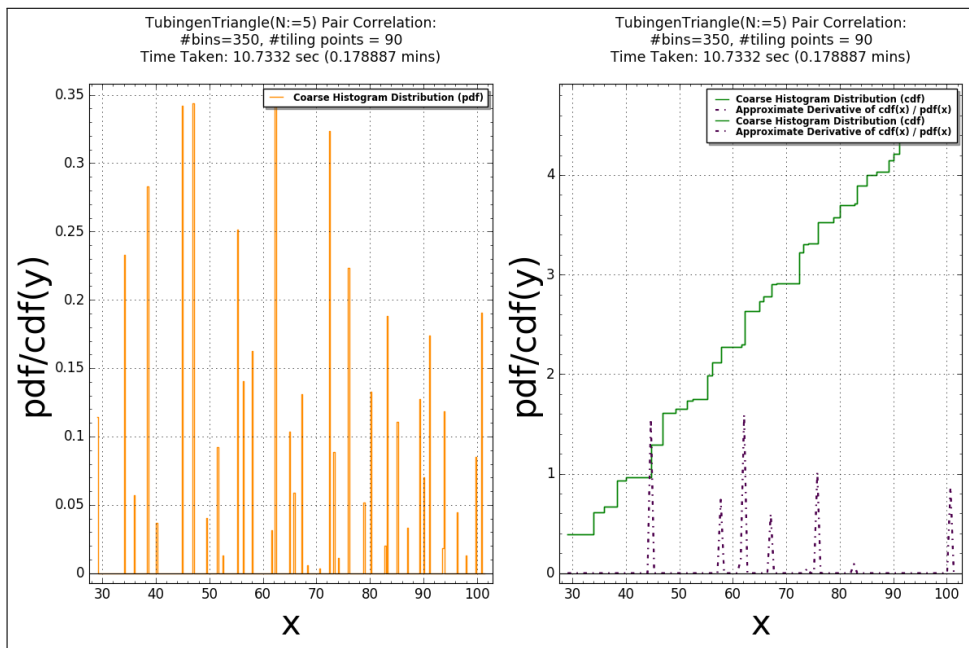 TubingenTriangle(N:=5) Pair Correlation:
#bins=350, #tiling points = 90
Time Taken: 10.7332 sec (0.178887 mins)
Coarse Histogram Distribution (pdf)
0.35
0.3
0.25
0.2
0.15
0.1
0.05
0
pdf/cdf(y)
30 40 50 60 70 80 90 100
x
TubingenTriangle(N:=5) Pair Correlation:
#bins=350, #tiling points = 90
Time Taken: 10.7332 sec (0.178887 mins)
Coarse Histogram Distribution (cdf)
Approximate Derivative of cdf(x) / pdf(x)
Coarse Histogram Distribution (cdf)
Approximate Derivative of cdf(x) / pdf(x)
4
3
2
1
0
pdf/cdf(y)
30 40 50 60 70 80 90 100
x